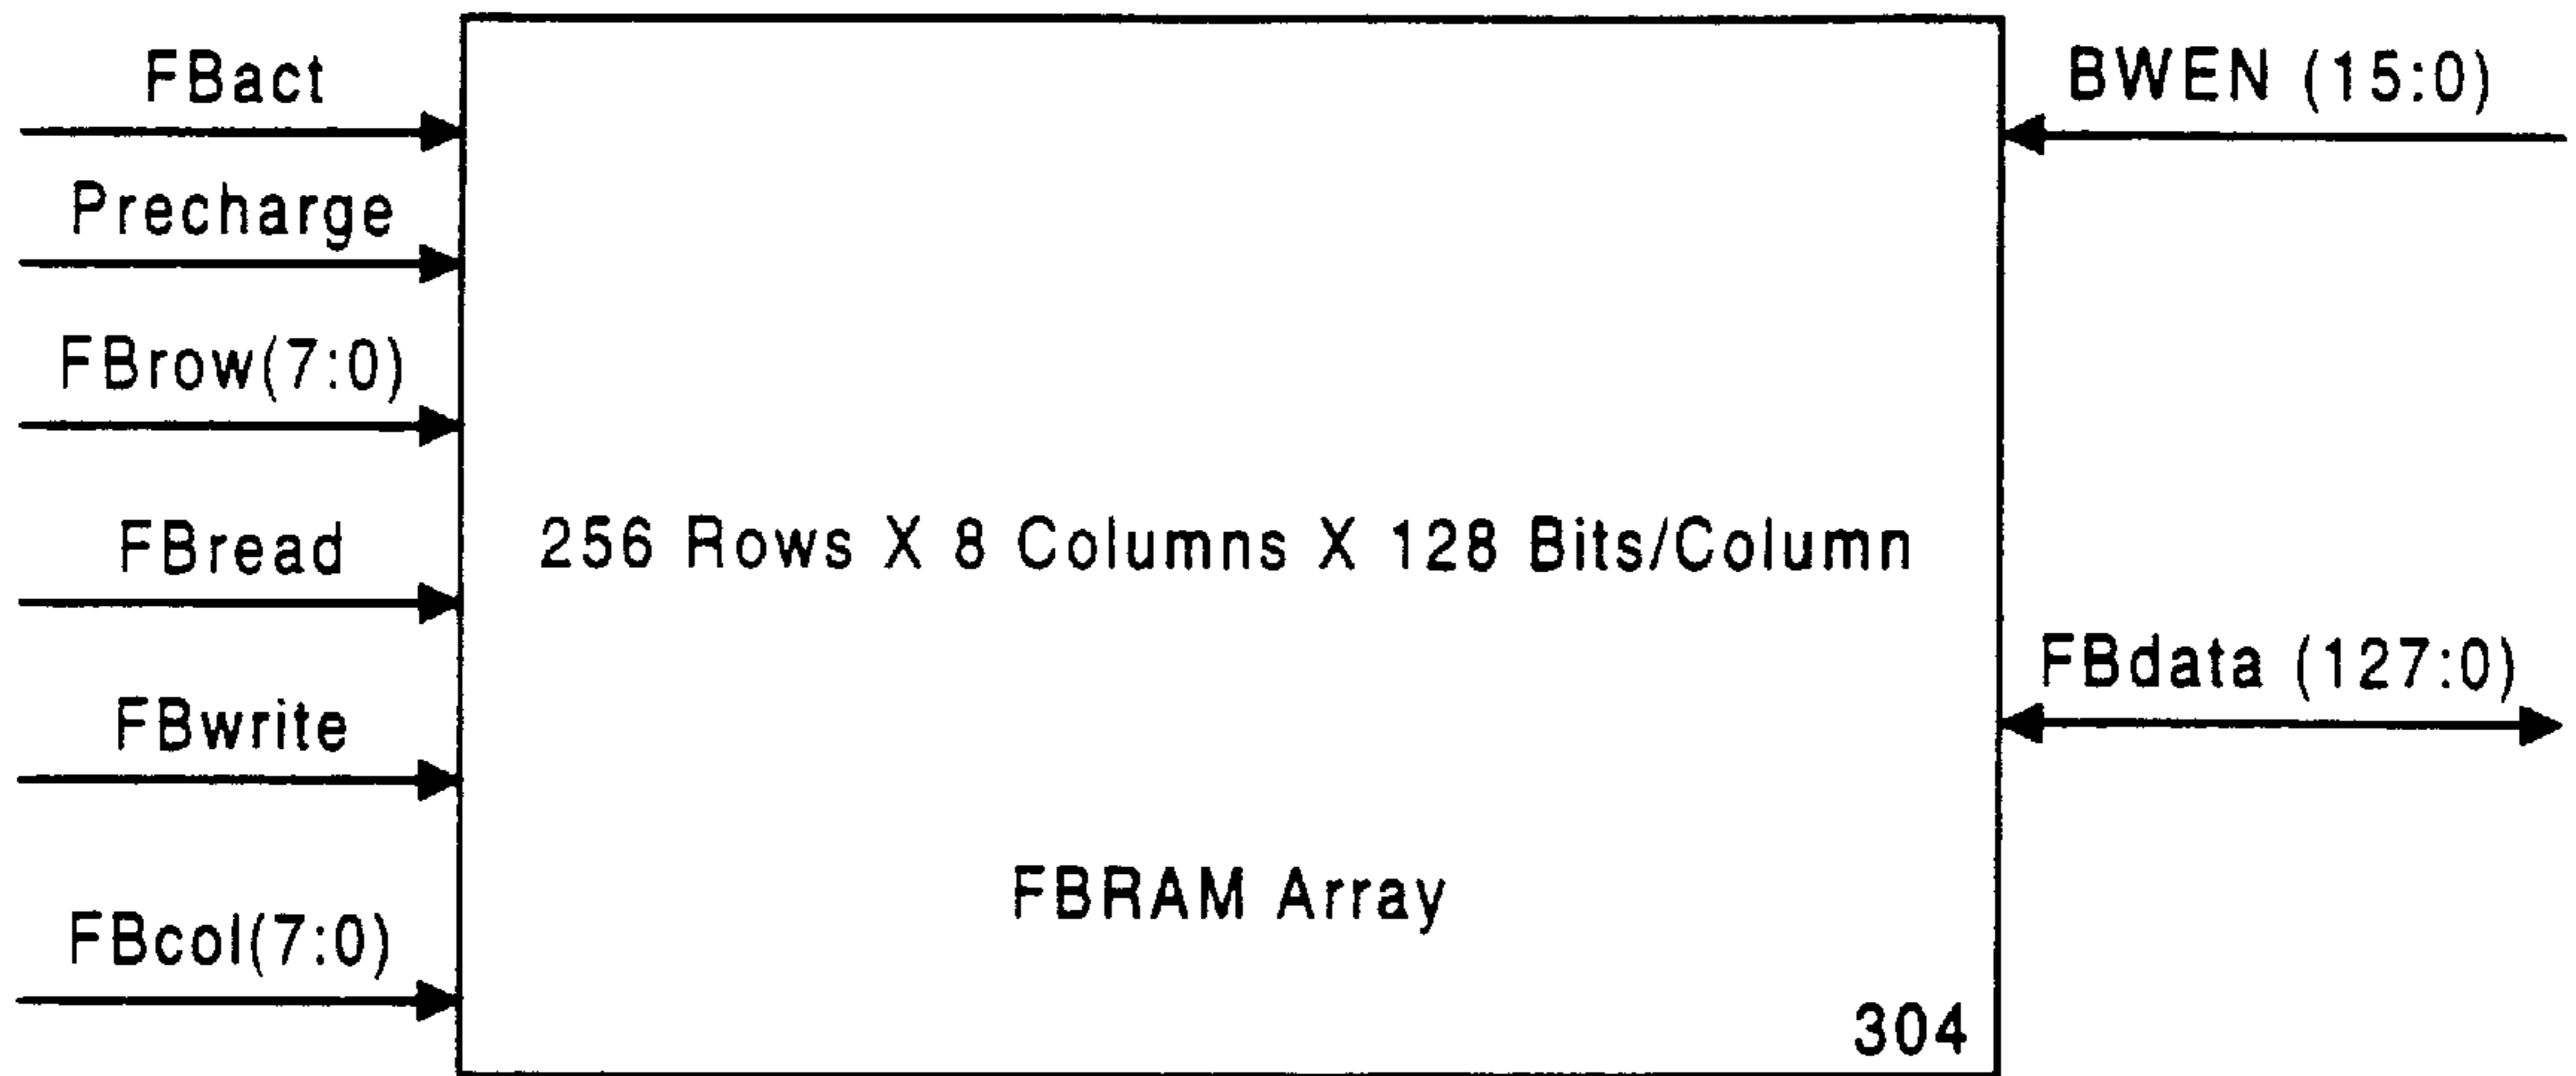 FBact
Precharge
FBrow(7:0)
FBread
FBwrite
FBcol(7:0)
256 Rows X 8 Columns X 128 Bits/Column
FBRAM Array
304
BWEN (15:0)
FBdata (127:0)